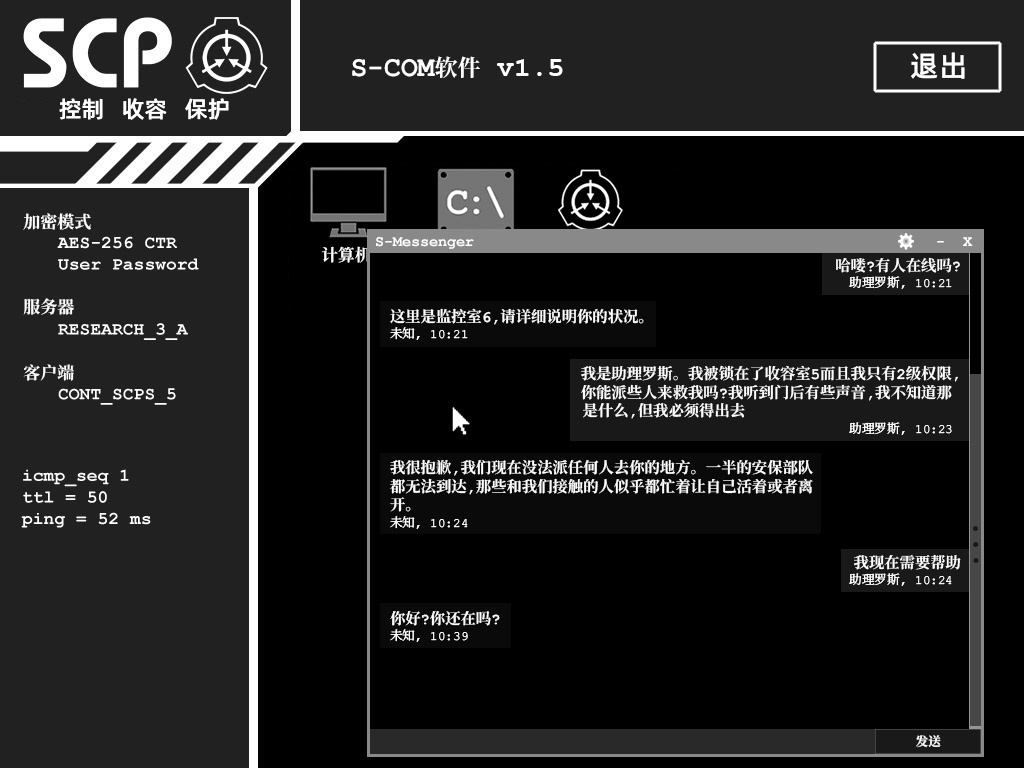 SCP
控制 收容 保护
S-COM软件 v1.5
退出
加密模式
AES-256 CTR
User Password
服务器
RESEARCH_3_A
客户端
CONT_SCPS_5
icmp_seq 1
ttl = 50
ping = 52 ms
C:\
计算机
S-Messenger
- X
哈喽?有人在线吗?
助理罗斯, 10:21
这里是监控室6,请详细说明你的状况。
未知, 10:21
我是助理罗斯。我被锁在了收容室5而且我只有2级权限,
你能派些人来救我吗?我听到门后有些声音,我不知道那
是什么,但我必须得出去
助理罗斯, 10:23
我很抱歉,我们现在没法派任何人去你的地方。一半的安保部队
都无法到达,那些和我们接触的人似乎都忙着让自己活着或者离
开。
未知, 10:24
我现在需要帮助
助理罗斯, 10:24
你好?你还在吗?
未知, 10:39
发送